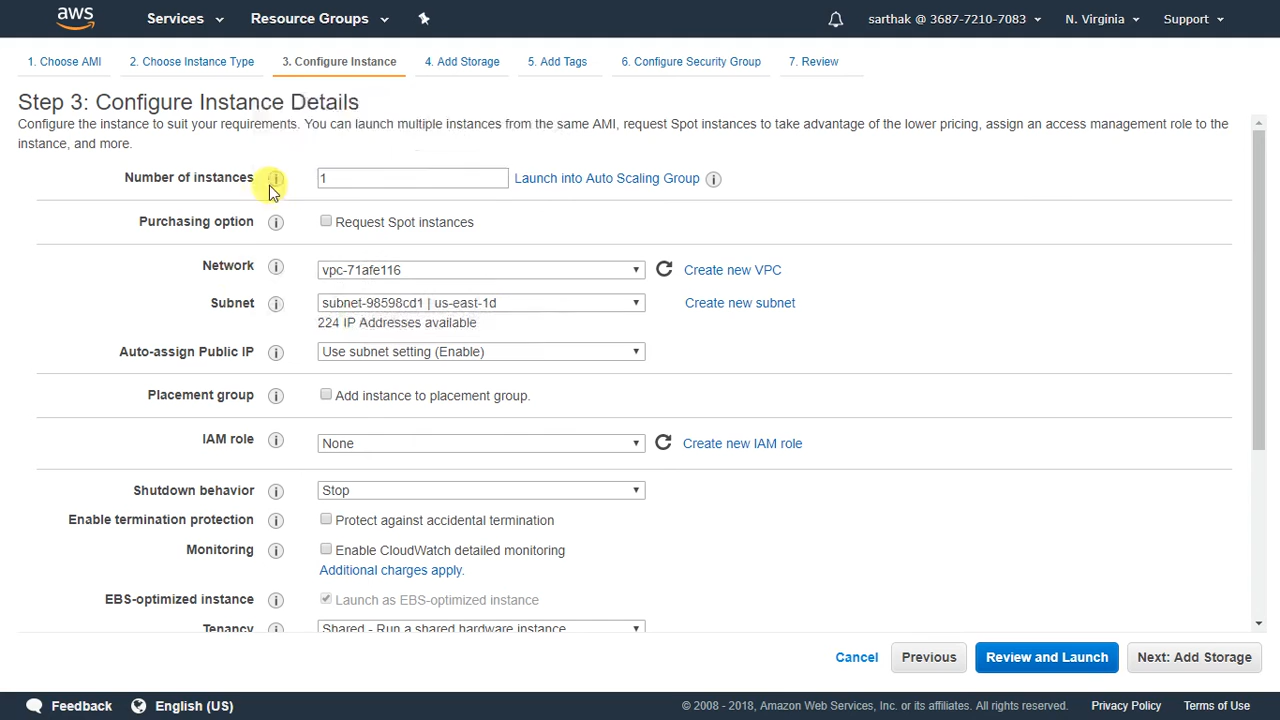 aws Services Resource Groups sarthak @ 3687-7210-7083 N. Virginia Support
1. Choose AMI 2. Choose Instance Type 3. Configure Instance 4. Add Storage 5. Add Tags 6. Configure Security Group 7. Review
Step 3: Configure Instance Details
Configure the instance to suit your requirements. You can launch multiple instances from the same AMI, request Spot instances to take advantage of the lower pricing, assign an access management role to the
instance, and more.
Number of instances 1 Launch into Auto Scaling Group
Purchasing option Request Spot instances
Network vpc-71afe116 Create new VPC
Subnet subnet-98598cd1 | us-east-1d Create new subnet
224 IP Addresses available
Auto-assign Public IP Use subnet setting (Enable)
Placement group Add instance to placement group.
IAM role None Create new IAM role
Shutdown behavior Stop
Enable termination protection Protect against accidental termination
Monitoring Enable CloudWatch detailed monitoring
Additional charges apply.
EBS-optimized instance Launch as EBS-optimized instance
Tenancy Shared - Run a shared hardware instance
Cancel Previous Review and Launch Next: Add Storage
Feedback English (US) © 2008 - 2018, Amazon Web Services, Inc. or its affiliates. All rights reserved. Privacy Policy Terms of Use